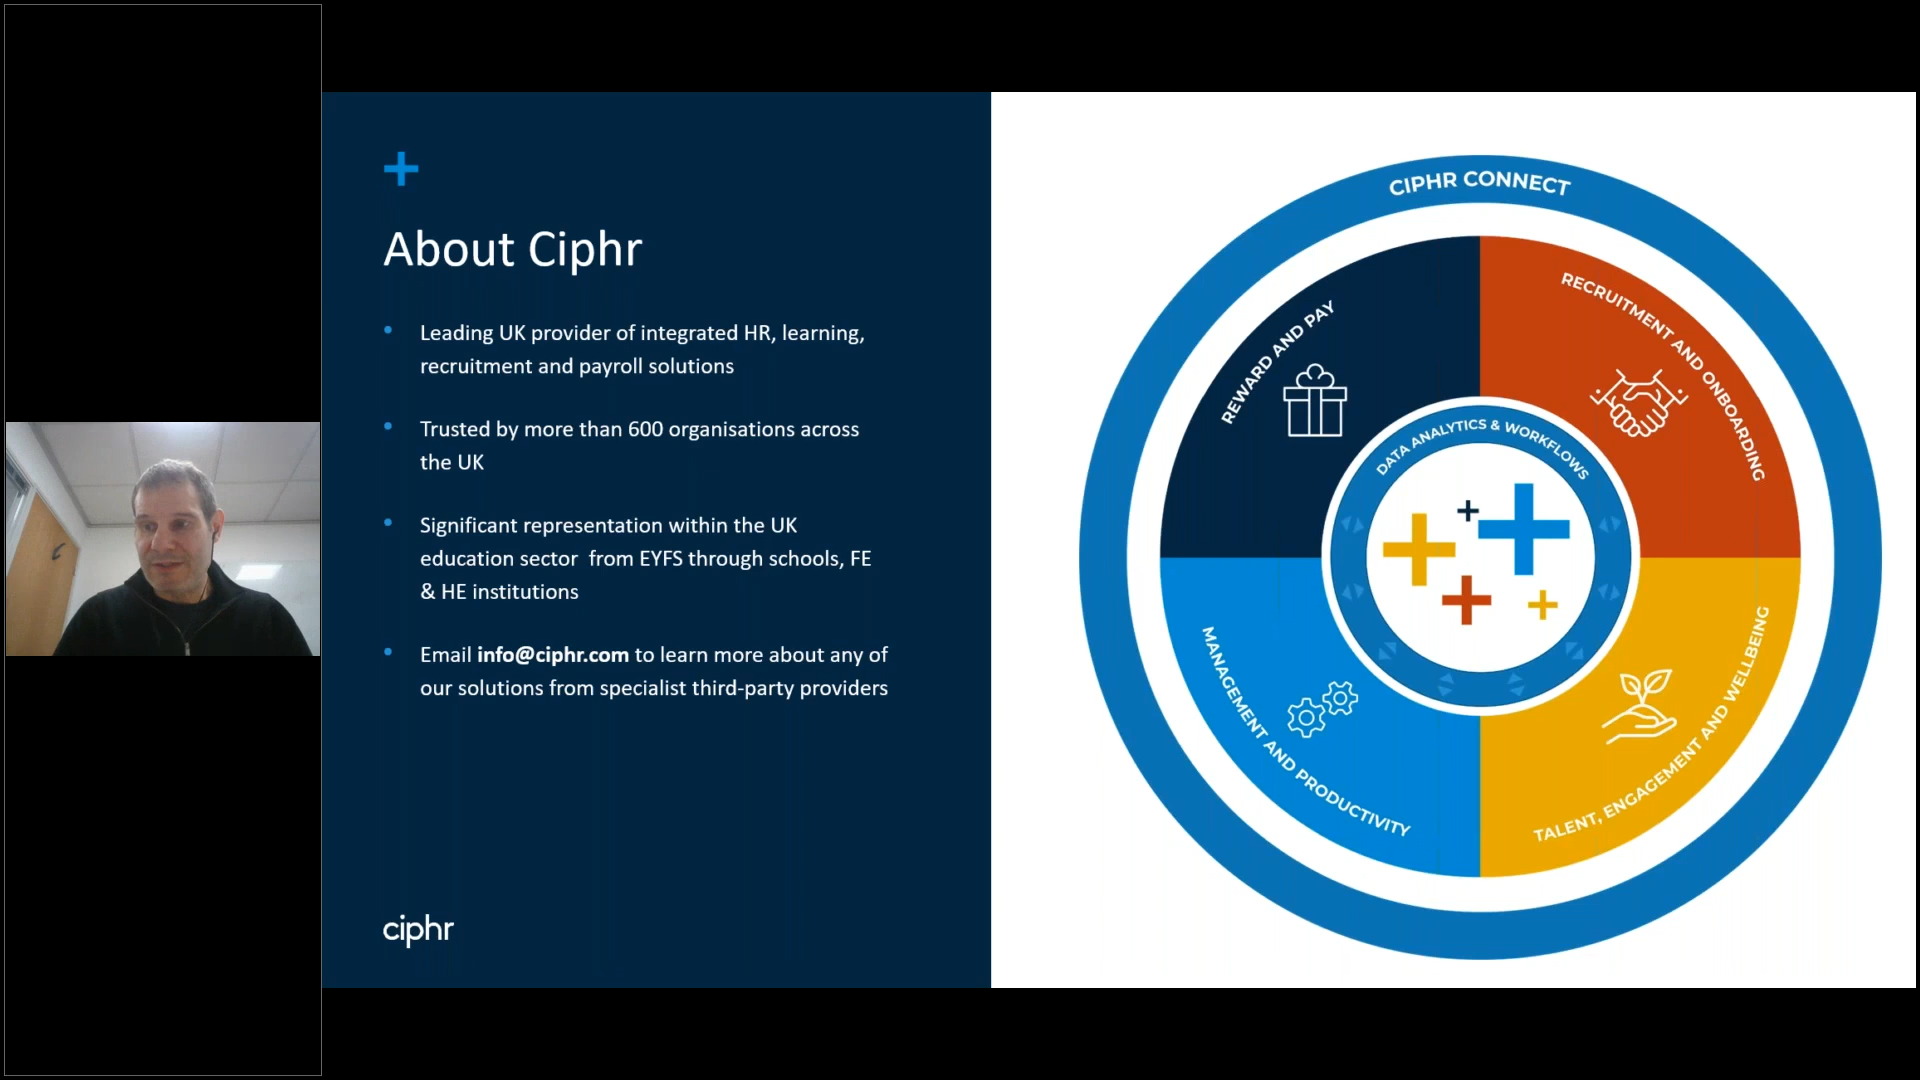 About Ciphr
Leading UK provider of integrated HR, learning,
recruitment and payroll solutions
Trusted by more than 600 organisations across
the UK
Significant representation within the UK
education sector  from EYFS through schools, FE
& HE institutions
Email info@ciphr.com to learn more about any of
our solutions from specialist third-party providers
ciphr
CIPHR CONNECT
REWARD AND PAY
RECRUITMENT AND ONBOARDING
DATA ANALYTICS & WORKFLOWS
MANAGEMENT AND PRODUCTIVITY
TALENT, ENGAGEMENT AND WELLBEING